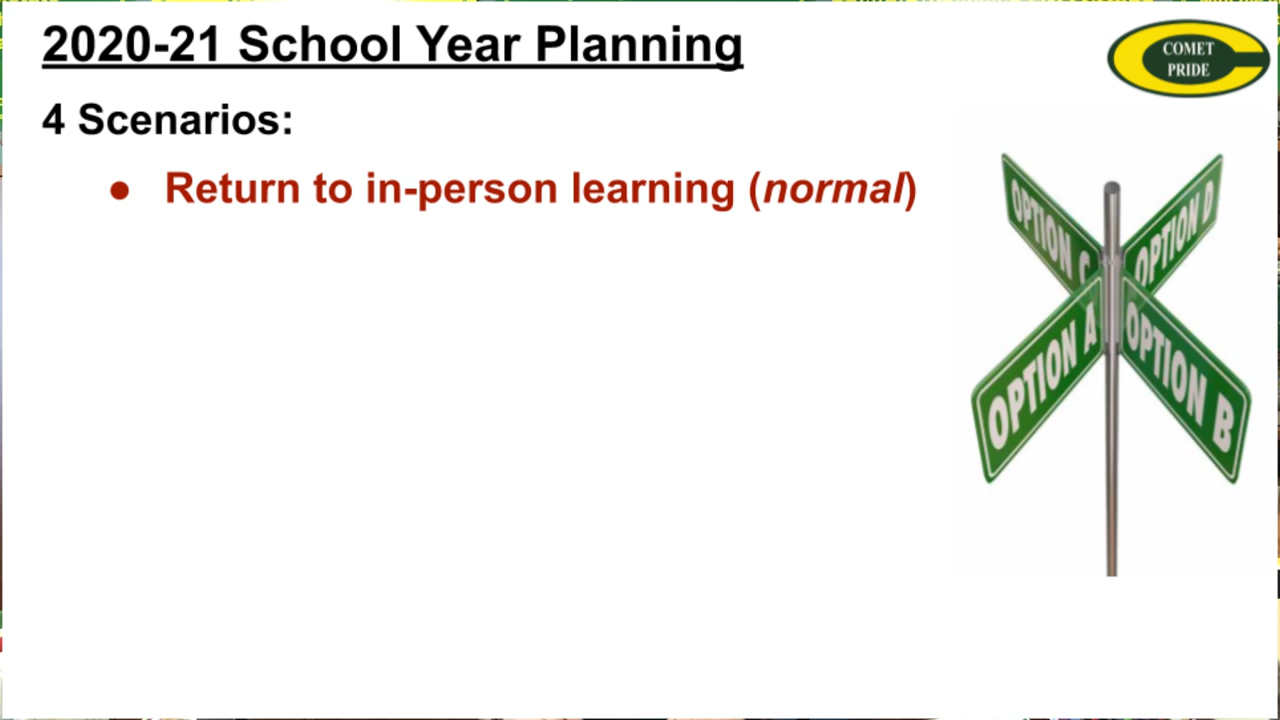 2020-21 School Year Planning
COMET
PRIDE
4 Scenarios:
● Return to in-person learning (normal)
OPTION C
OPTION D
OPTION A
OPTION B